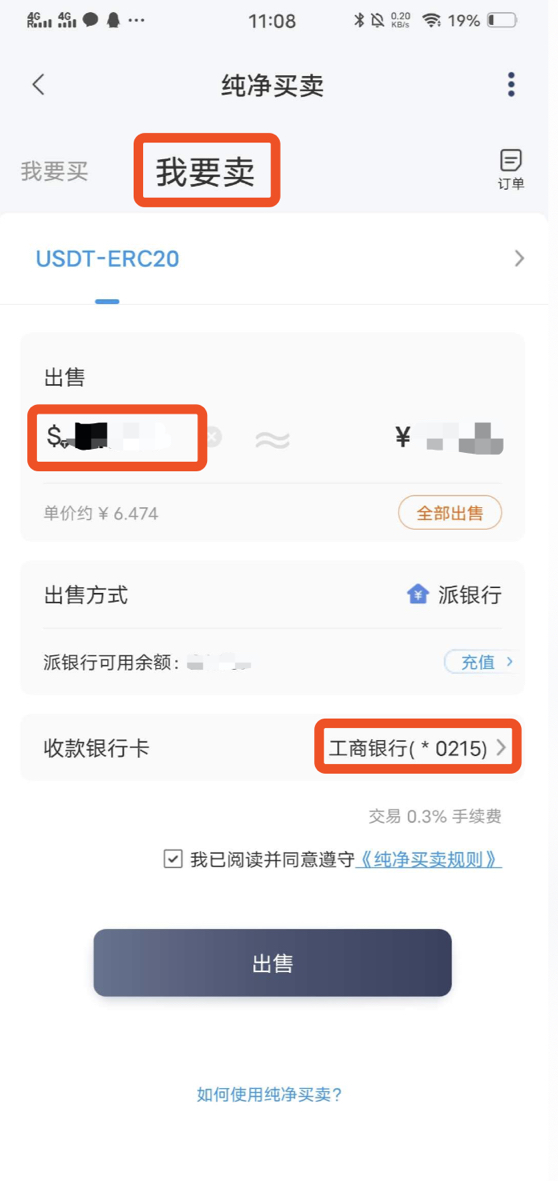 4G R 4G 11:08 0.20 KB/s 19%
纯净买卖
我要买 我要卖 订单
USDT-ERC20
出售
$ ≈ ¥
单价约 ¥ 6.474 全部出售
出售方式 派银行
派银行可用余额: 充值
收款银行卡 工商银行( * 0215)
交易 0.3% 手续费
我已阅读并同意遵守《纯净买卖规则》
出售
如何使用纯净买卖?